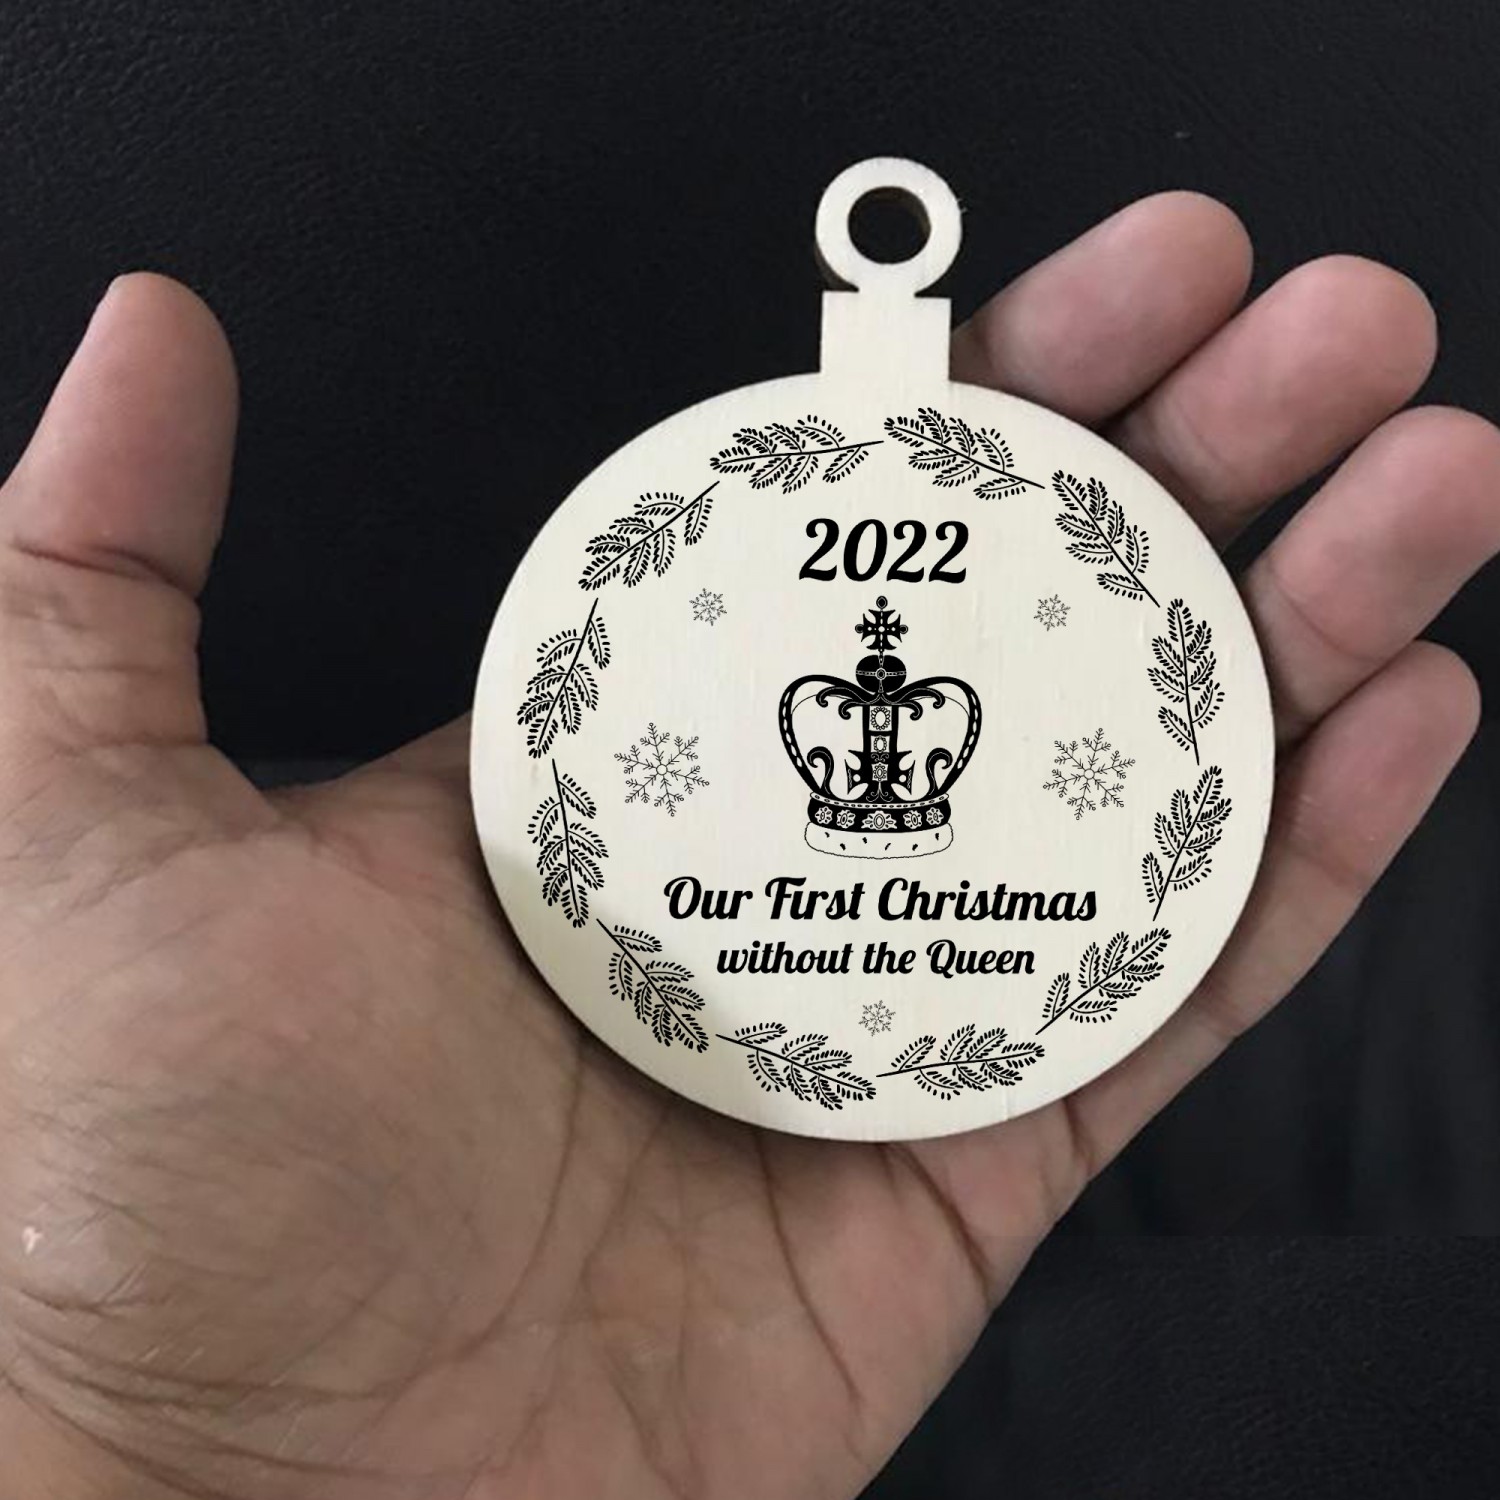 2022
Our First Christmas
without the Queen